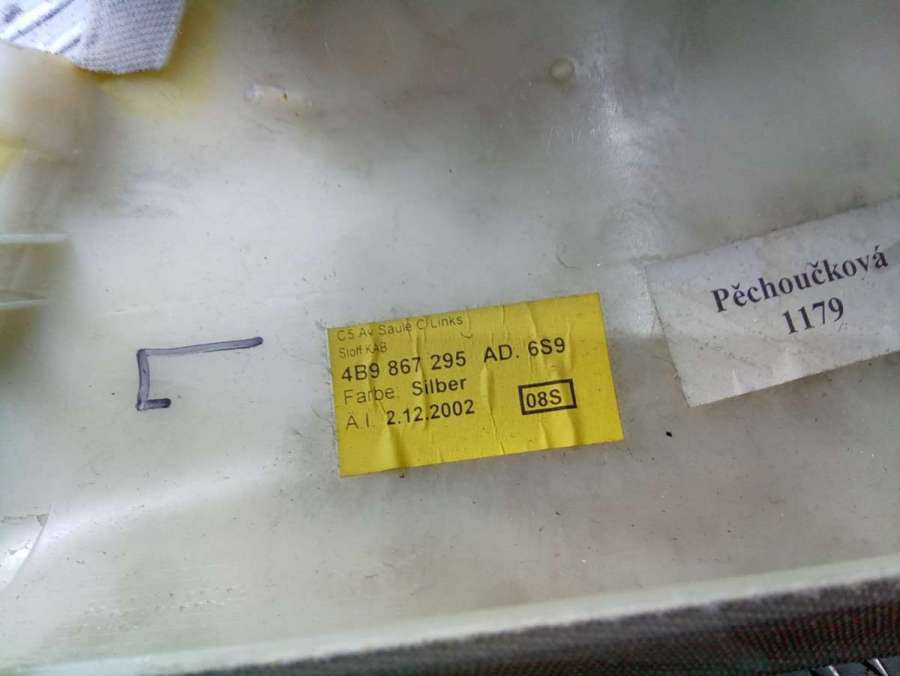 C5 Av Säule C Links
Stoff KAB
4B9 867 295 AD. 6S9
Farbe: Silber
Ä.I. 2.12.2002
08S
Pěchoučková
1179